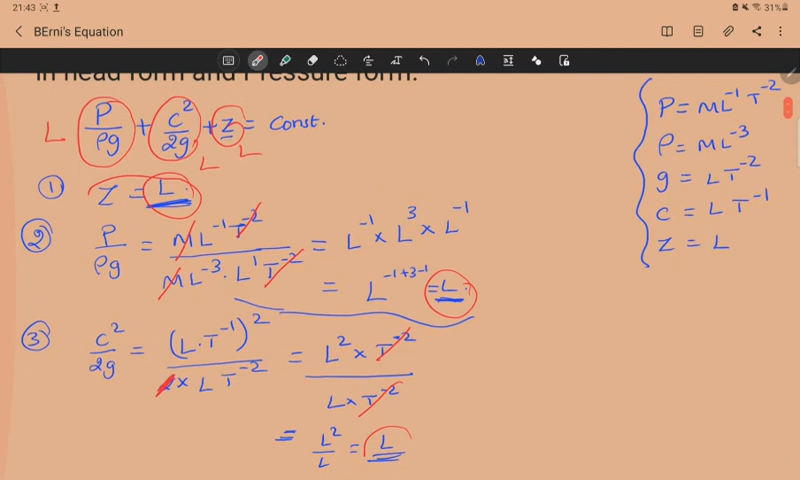 21:43 31%
BErni's Equation
in Head form and Pressure form.
L P/ρg + c²/2g + z = Const.
L L
① Z = L.
② P/ρg = ML⁻¹T⁻² / ML⁻³·L¹T⁻² = L⁻¹ × L³ × L⁻¹
= L⁻¹⁺³⁻¹ = L.
③ c²/2g = (L·T⁻¹)² / 2 × LT⁻² = L² × T⁻² / L × T⁻²
= L²/L = L
P = ML⁻¹T⁻²
ρ = ML⁻³
g = LT⁻²
c = LT⁻¹
Z = L